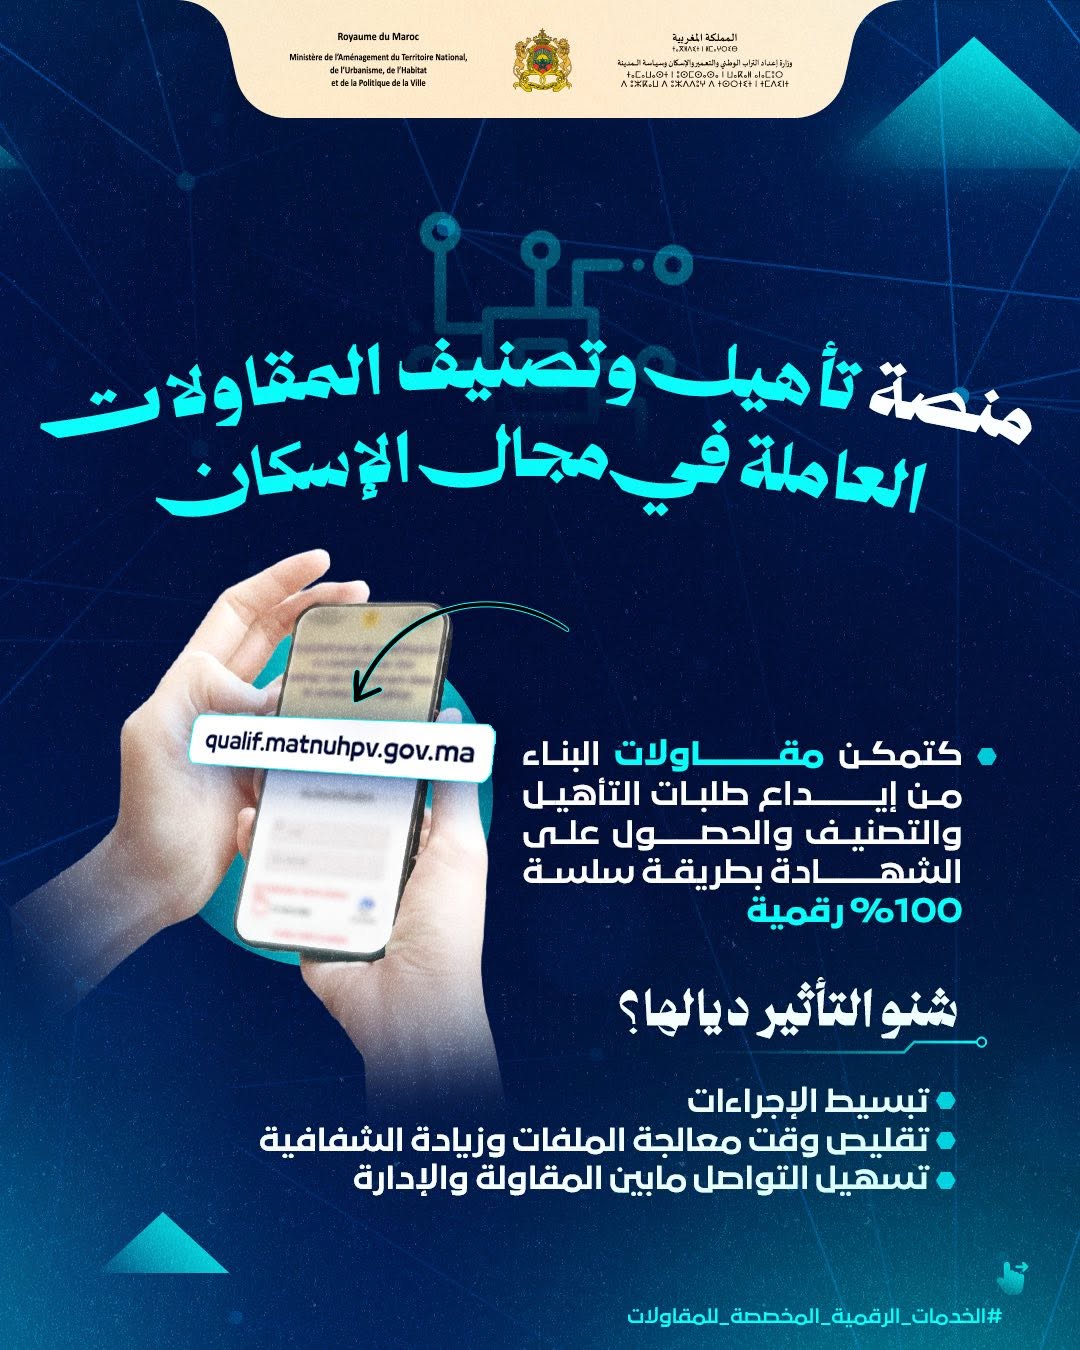 Royaume du Maroc
Ministère de l'Aménagement du Territoire National,
de l'Urbanisme, de l'Habitat
et de la Politique de la Ville
المملكة المغربية
ⵜⴰⴳⵍⴷⵉⵜ ⵏ ⵍⵎⵖⵔⵉⴱ
وزارة إعداد التراب الوطني والتعمير والإسكان وسياسة المدينة
منصة تأهيل وتصنيف المقاولات
العاملة في مجال الإسكان
qualif.matnuhpv.gov.ma
كتمكن مقاولات البناء
من إيداع طلبات التأهيل
والتصنيف والحصول على
الشهادة بطريقة سلسة
100% رقمية
شنو التأثير ديالها؟
تبسيط الإجراءات
تقليص وقت معالجة الملفات وزيادة الشفافية
تسهيل التواصل مابين المقاولة والإدارة
#الخدمات_الرقمية_المخصصة_للمقاولات